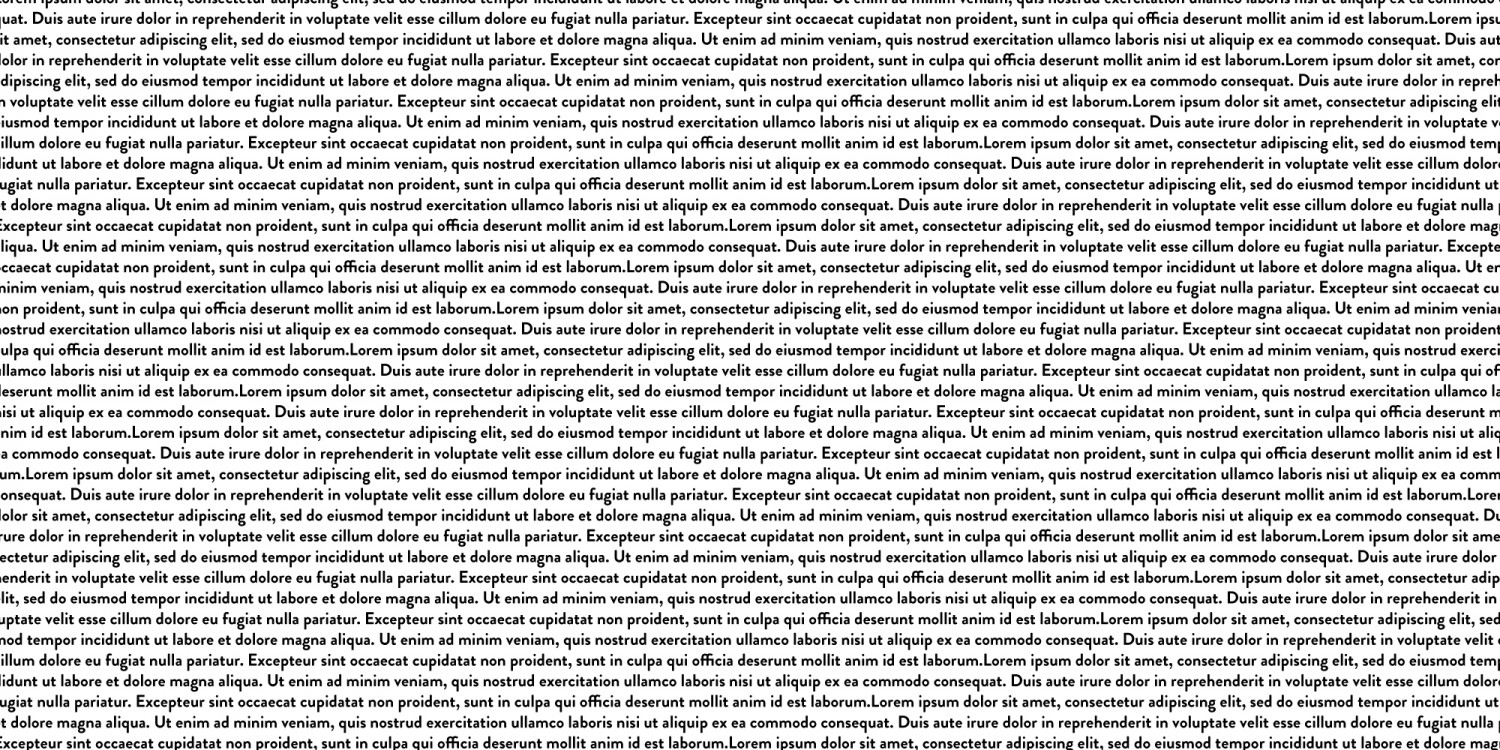 lorem ipsum dolor sit amet, consectetur adipiscing elit, sed do eiusmod tempor incididunt ut labore et dolore magna aliqua. Ut enim ad minim veniam, quis nostrud exercitation ullamco laboris nisi ut aliquip ex ea commodo
quat. Duis aute irure dolor in reprehenderit in voluptate velit esse cillum dolore eu fugiat nulla pariatur. Excepteur sint occaecat cupidatat non proident, sunt in culpa qui officia deserunt mollit anim id est laborum.Lorem ipsu
it amet, consectetur adipiscing elit, sed do eiusmod tempor incididunt ut labore et dolore magna aliqua. Ut enim ad minim veniam, quis nostrud exercitation ullamco laboris nisi ut aliquip ex ea commodo consequat. Duis aut
dolor in reprehenderit in voluptate velit esse cillum dolore eu fugiat nulla pariatur. Excepteur sint occaecat cupidatat non proident, sunt in culpa qui officia deserunt mollit anim id est laborum.Lorem ipsum dolor sit amet, con
dipiscing elit, sed do eiusmod tempor incididunt ut labore et dolore magna aliqua. Ut enim ad minim veniam, quis nostrud exercitation ullamco laboris nisi ut aliquip ex ea commodo consequat. Duis aute irure dolor in repreh
n voluptate velit esse cillum dolore eu fugiat nulla pariatur. Excepteur sint occaecat cupidatat non proident, sunt in culpa qui officia deserunt mollit anim id est laborum.Lorem ipsum dolor sit amet, consectetur adipiscing elit
eiusmod tempor incididunt ut labore et dolore magna aliqua. Ut enim ad minim veniam, quis nostrud exercitation ullamco laboris nisi ut aliquip ex ea commodo consequat. Duis aute irure dolor in reprehenderit in voluptate v
illum dolore eu fugiat nulla pariatur. Excepteur sint occaecat cupidatat non proident, sunt in culpa qui officia deserunt mollit anim id est laborum.Lorem ipsum dolor sit amet, consectetur adipiscing elit, sed do eiusmod temp
didunt ut labore et dolore magna aliqua. Ut enim ad minim veniam, quis nostrud exercitation ullamco laboris nisi ut aliquip ex ea commodo consequat. Duis aute irure dolor in reprehenderit in voluptate velit esse cillum dolore
ugiat nulla pariatur. Excepteur sint occaecat cupidatat non proident, sunt in culpa qui officia deserunt mollit anim id est laborum.Lorem ipsum dolor sit amet, consectetur adipiscing elit, sed do eiusmod tempor incididunt ut
t dolore magna aliqua. Ut enim ad minim veniam, quis nostrud exercitation ullamco laboris nisi ut aliquip ex ea commodo consequat. Duis aute irure dolor in reprehenderit in voluptate velit esse cillum dolore eu fugiat nulla p
Excepteur sint occaecat cupidatat non proident, sunt in culpa qui officia deserunt mollit anim id est laborum.Lorem ipsum dolor sit amet, consectetur adipiscing elit, sed do eiusmod tempor incididunt ut labore et dolore mag
liqua. Ut enim ad minim veniam, quis nostrud exercitation ullamco laboris nisi ut aliquip ex ea commodo consequat. Duis aute irure dolor in reprehenderit in voluptate velit esse cillum dolore eu fugiat nulla pariatur. Excepte
ccaecat cupidatat non proident, sunt in culpa qui officia deserunt mollit anim id est laborum.Lorem ipsum dolor sit amet, consectetur adipiscing elit, sed do eiusmod tempor incididunt ut labore et dolore magna aliqua. Ut en
minim veniam, quis nostrud exercitation ullamco laboris nisi ut aliquip ex ea commodo consequat. Duis aute irure dolor in reprehenderit in voluptate velit esse cillum dolore eu fugiat nulla pariatur. Excepteur sint occaecat cu
non proident, sunt in culpa qui officia deserunt mollit anim id est laborum.Lorem ipsum dolor sit amet, consectetur adipiscing elit, sed do eiusmod tempor incididunt ut labore et dolore magna aliqua. Ut enim ad minim veniam
nostrud exercitation ullamco laboris nisi ut aliquip ex ea commodo consequat. Duis aute irure dolor in reprehenderit in voluptate velit esse cillum dolore eu fugiat nulla pariatur. Excepteur sint occaecat cupidatat non proident
ulpa qui officia deserunt mollit anim id est laborum.Lorem ipsum dolor sit amet, consectetur adipiscing elit, sed do eiusmod tempor incididunt ut labore et dolore magna aliqua. Ut enim ad minim veniam, quis nostrud exerci
ullamco laboris nisi ut aliquip ex ea commodo consequat. Duis aute irure dolor in reprehenderit in voluptate velit esse cillum dolore eu fugiat nulla pariatur. Excepteur sint occaecat cupidatat non proident, sunt in culpa qui of
deserunt mollit anim id est laborum.Lorem ipsum dolor sit amet, consectetur adipiscing elit, sed do eiusmod tempor incididunt ut labore et dolore magna aliqua. Ut enim ad minim veniam, quis nostrud exercitation ullamco la
nisi ut aliquip ex ea commodo consequat. Duis aute irure dolor in reprehenderit in voluptate velit esse cillum dolore eu fugiat nulla pariatur. Excepteur sint occaecat cupidatat non proident, sunt in culpa qui officia deserunt m
nim id est laborum.Lorem ipsum dolor sit amet, consectetur adipiscing elit, sed do eiusmod tempor incididunt ut labore et dolore magna aliqua. Ut enim ad minim veniam, quis nostrud exercitation ullamco laboris nisi ut aliq
ea commodo consequat. Duis aute irure dolor in reprehenderit in voluptate velit esse cillum dolore eu fugiat nulla pariatur. Excepteur sint occaecat cupidatat non proident, sunt in culpa qui officia deserunt mollit anim id est l
um.Lorem ipsum dolor sit amet, consectetur adipiscing elit, sed do eiusmod tempor incididunt ut labore et dolore magna aliqua. Ut enim ad minim veniam, quis nostrud exercitation ullamco laboris nisi ut aliquip ex ea comm
onsequat. Duis aute irure dolor in reprehenderit in voluptate velit esse cillum dolore eu fugiat nulla pariatur. Excepteur sint occaecat cupidatat non proident, sunt in culpa qui officia deserunt mollit anim id est laborum.Lorem
dolor sit amet, consectetur adipiscing elit, sed do eiusmod tempor incididunt ut labore et dolore magna aliqua. Ut enim ad minim veniam, quis nostrud exercitation ullamco laboris nisi ut aliquip ex ea commodo consequat. Du
rure dolor in reprehenderit in voluptate velit esse cillum dolore eu fugiat nulla pariatur. Excepteur sint occaecat cupidatat non proident, sunt in culpa qui officia deserunt mollit anim id est laborum.Lorem ipsum dolor sit ame
ectetur adipiscing elit, sed do eiusmod tempor incididunt ut labore et dolore magna aliqua. Ut enim ad minim veniam, quis nostrud exercitation ullamco laboris nisi ut aliquip ex ea commodo consequat. Duis aute irure dolor
enderit in voluptate velit esse cillum dolore eu fugiat nulla pariatur. Excepteur sint occaecat cupidatat non proident, sunt in culpa qui officia deserunt mollit anim id est laborum.Lorem ipsum dolor sit amet, consectetur adip
lit, sed do eiusmod tempor incididunt ut labore et dolore magna aliqua. Ut enim ad minim veniam, quis nostrud exercitation ullamco laboris nisi ut aliquip ex ea commodo consequat. Duis aute irure dolor in reprehenderit in
uptate velit esse cillum dolore eu fugiat nulla pariatur. Excepteur sint occaecat cupidatat non proident, sunt in culpa qui officia deserunt mollit anim id est laborum.Lorem ipsum dolor sit amet, consectetur adipiscing elit, sed
mod tempor incididunt ut labore et dolore magna aliqua. Ut enim ad minim veniam, quis nostrud exercitation ullamco laboris nisi ut aliquip ex ea commodo consequat. Duis aute irure dolor in reprehenderit in voluptate velit e
illum dolore eu fugiat nulla pariatur. Excepteur sint occaecat cupidatat non proident, sunt in culpa qui officia deserunt mollit anim id est laborum.Lorem ipsum dolor sit amet, consectetur adipiscing elit, sed do eiusmod temp
didunt ut labore et dolore magna aliqua. Ut enim ad minim veniam, quis nostrud exercitation ullamco laboris nisi ut aliquip ex ea commodo consequat. Duis aute irure dolor in reprehenderit in voluptate velit esse cillum dolore
ugiat nulla pariatur. Excepteur sint occaecat cupidatat non proident, sunt in culpa qui officia deserunt mollit anim id est laborum.Lorem ipsum dolor sit amet, consectetur adipiscing elit, sed do eiusmod tempor incididunt ut
t dolore magna aliqua. Ut enim ad minim veniam, quis nostrud exercitation ullamco laboris nisi ut aliquip ex ea commodo consequat. Duis aute irure dolor in reprehenderit in voluptate velit esse cillum dolore eu fugiat nulla p
Excepteur sint occaecat cupidatat non proident, sunt in culpa qui officia deserunt mollit anim id est laborum.Lorem ipsum dolor sit amet, consectetur adipiscing elit, sed do eiusmod tempor incididunt ut labore et dolore mag